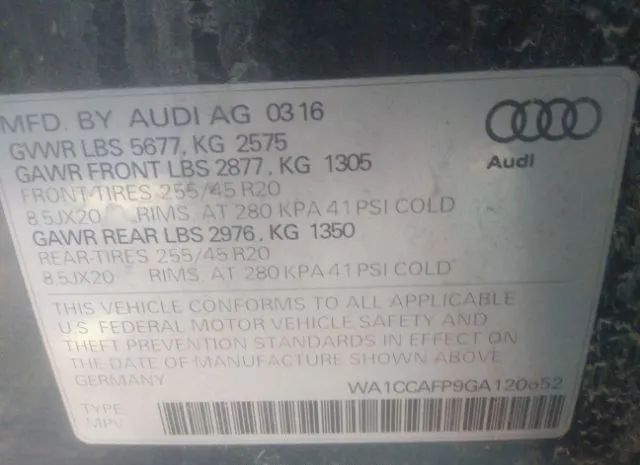 MFD. BY AUDI AG 03 16
GVWR LBS 5677, KG 2575
GAWR FRONT LBS 2877, KG 1305
FRONT-TIRES 255/45 R20
8.5JX20 RIMS. AT 280 KPA 41 PSI COLD
GAWR REAR LBS 2976, KG 1350
REAR-TIRES 255/45 R20
8.5JX20 RIMS. AT 280 KPA 41 PSI COLD
Audi
THIS VEHICLE CONFORMS TO ALL APPLICABLE
U.S. FEDERAL MOTOR VEHICLE SAFETY AND
THEFT PREVENTION STANDARDS IN EFFECT ON
THE DATE OF MANUFACTURE SHOWN ABOVE
GERMANY
TYPE:
MPV